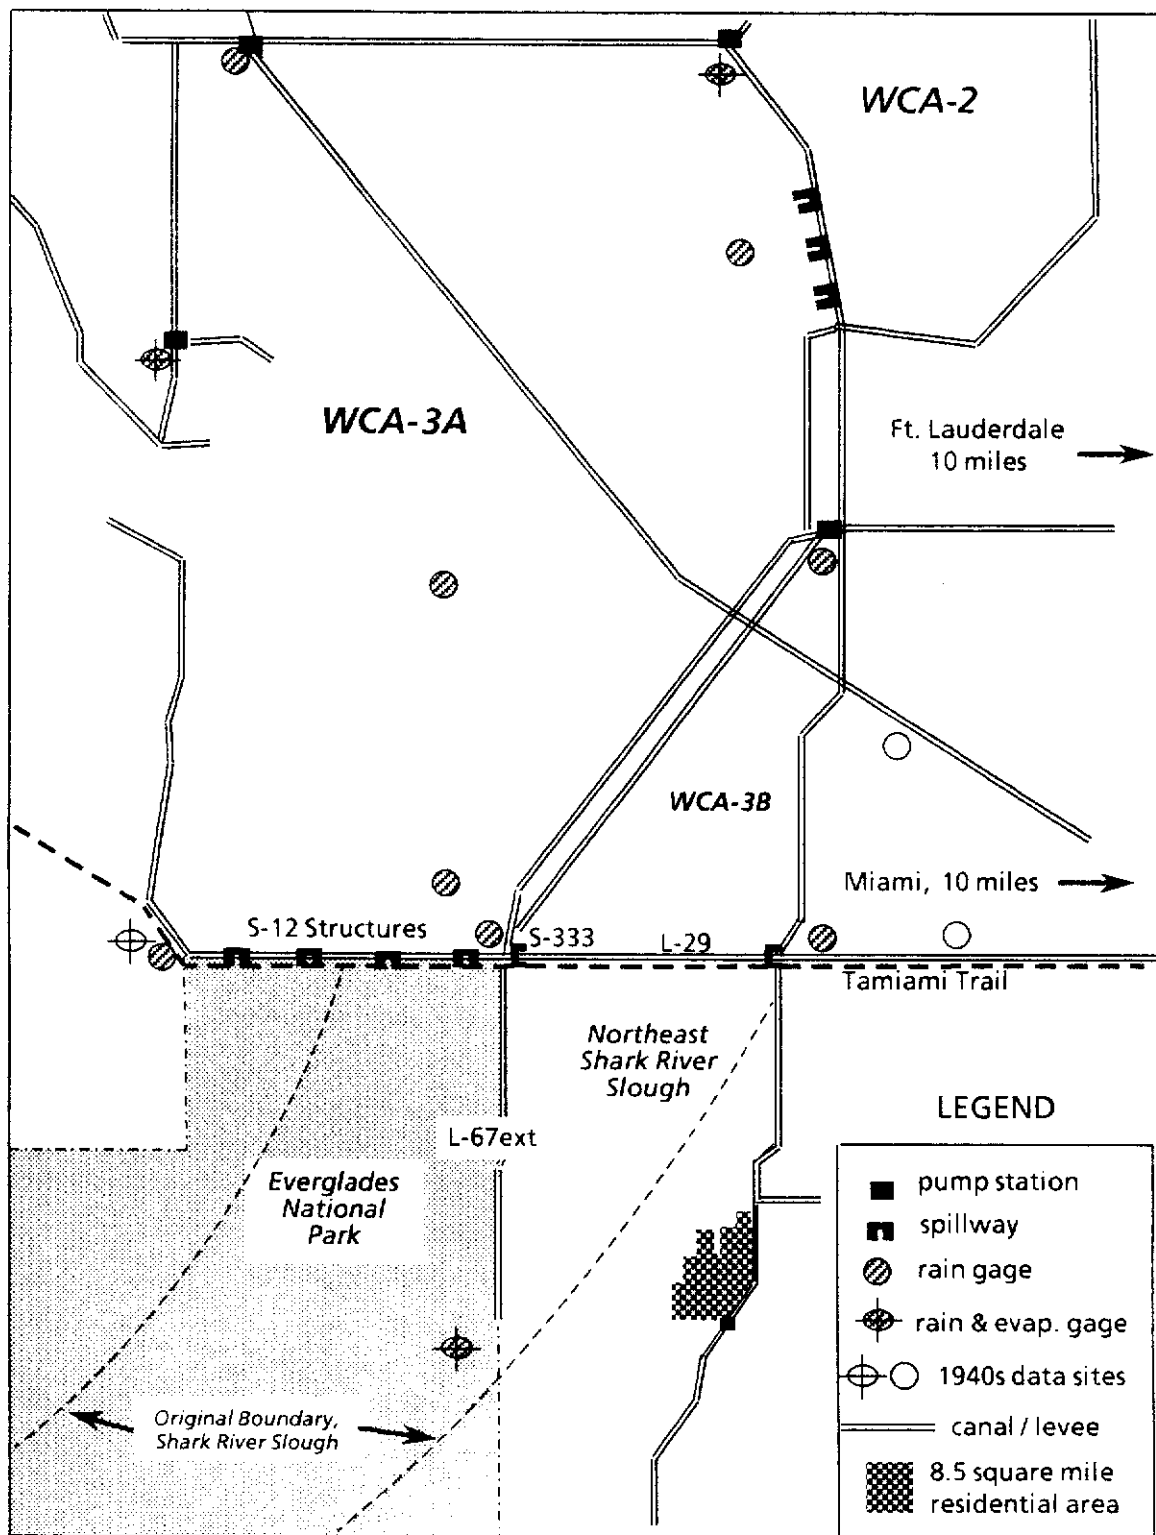 WCA-2
WCA-3A
Ft. Lauderdale
10 miles
WCA-3B
Miami, 10 miles
S-12 Structures
S-333
L-29
Tamiami Trail
Northeast
Shark River
Slough
L-67ext
Everglades
National
Park
Original Boundary,
Shark River Slough
LEGEND
pump station
spillway
rain gage
rain & evap. gage
1940s data sites
canal / levee
8.5 square mile
residential area